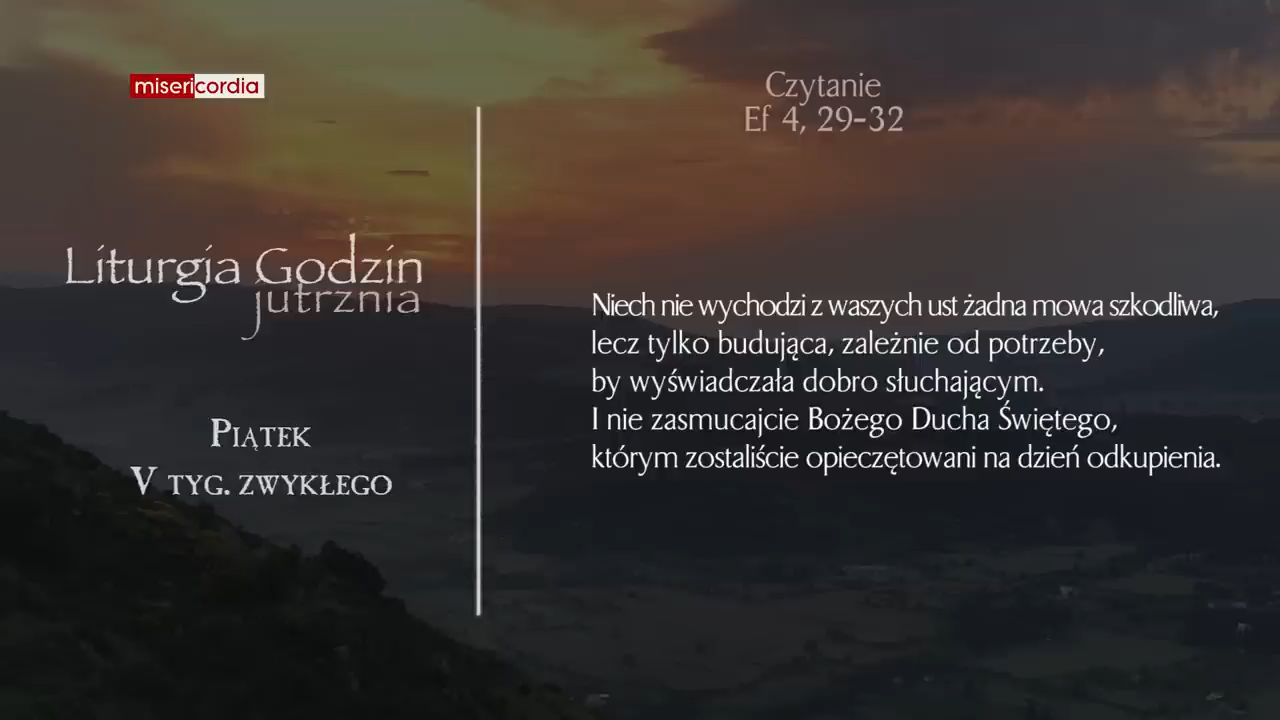 misericordia
Liturgia Godzin
jutrznia
Piątek
V tyg. zwykłego
Czytanie
Ef 4, 29-32
Niech nie wychodzi z waszych ust żadna mowa szkodliwa,
lecz tylko budująca, zależnie od potrzeby,
by wyświadczała dobro słuchającym.
I nie zasmucajcie Bożego Ducha Świętego,
którym zostaliście opieczętowani na dzień odkupienia.